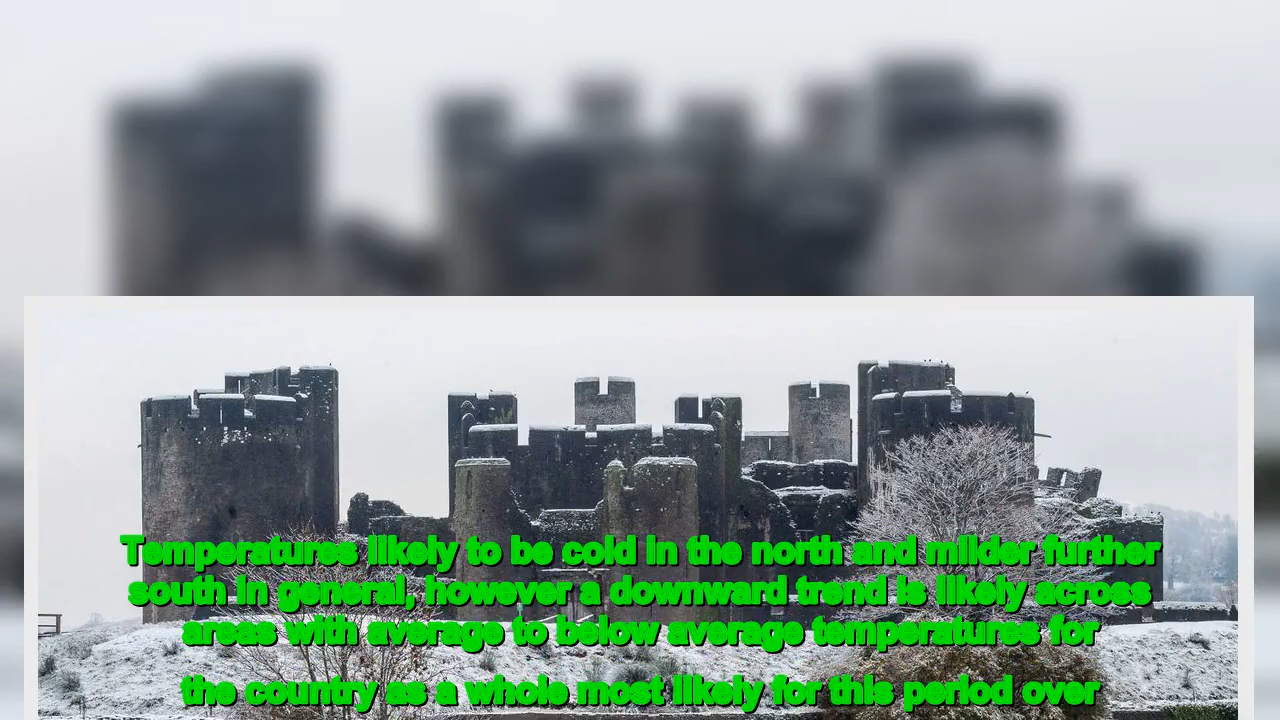 Temperatures likely to be cold in the north and milder further
south in general, however a downward trend is likely across
areas with average to below average temperatures for
the country as a whole most likely for this period over